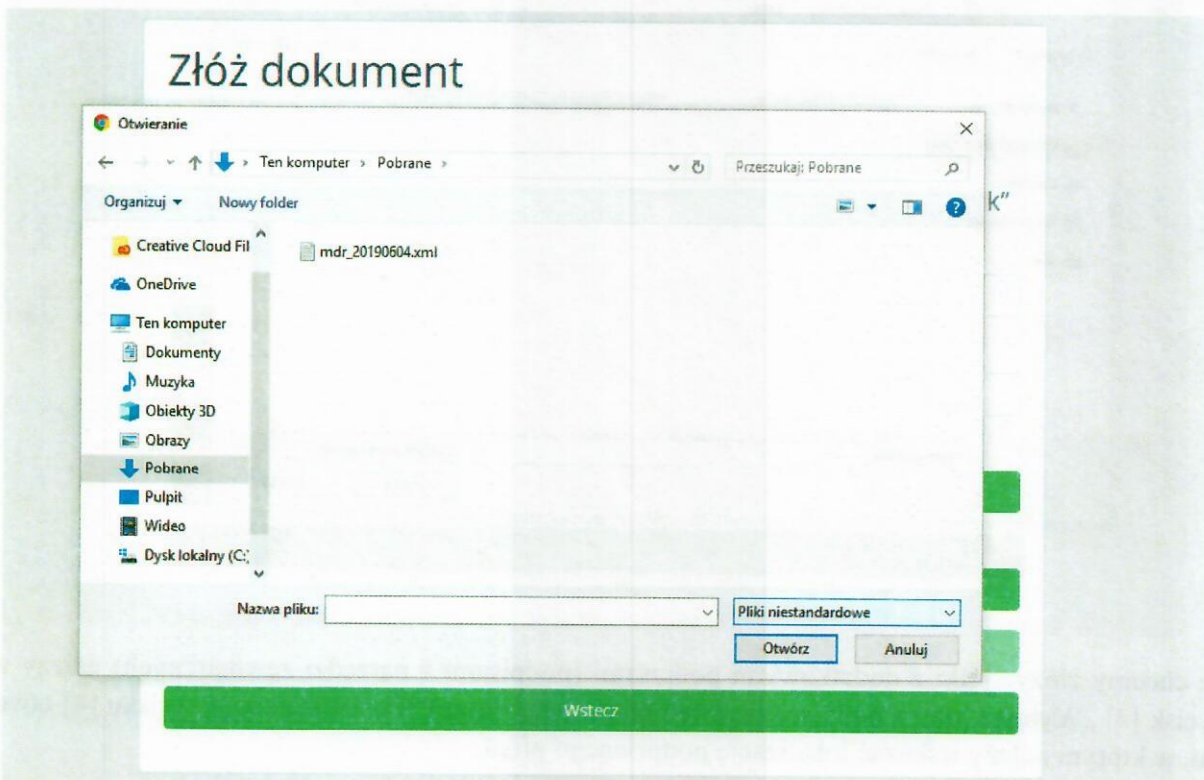 Złóż dokument
Otwieranie
Ten komputer › Pobrane ›
Przeszukaj: Pobrane
Organizuj
Nowy folder
k"
Creative Cloud Fil
mdr_20190604.xml
OneDrive
Ten komputer
Dokumenty
Muzyka
Obiekty 3D
Obrazy
Pobrane
Pulpit
Wideo
Dysk lokalny (C:)
Nazwa pliku:
Pliki niestandardowe
Otwórz
Anuluj
Wstecz